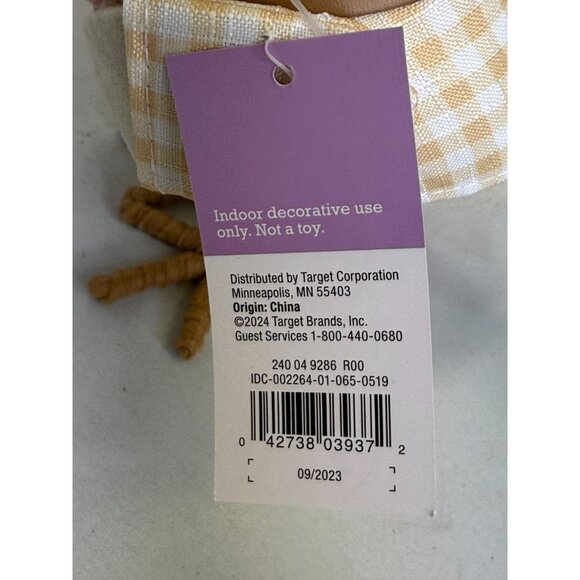 Indoor decorative use
only. Not a toy.
Distributed by Target Corporation
Minneapolis, MN 55403
Origin: China
©2024 Target Brands, Inc.
Guest Services 1-800-440-0680
240 04 9286 R00
IDC-002264-01-065-0519
0 42738 03937 2
09/2023